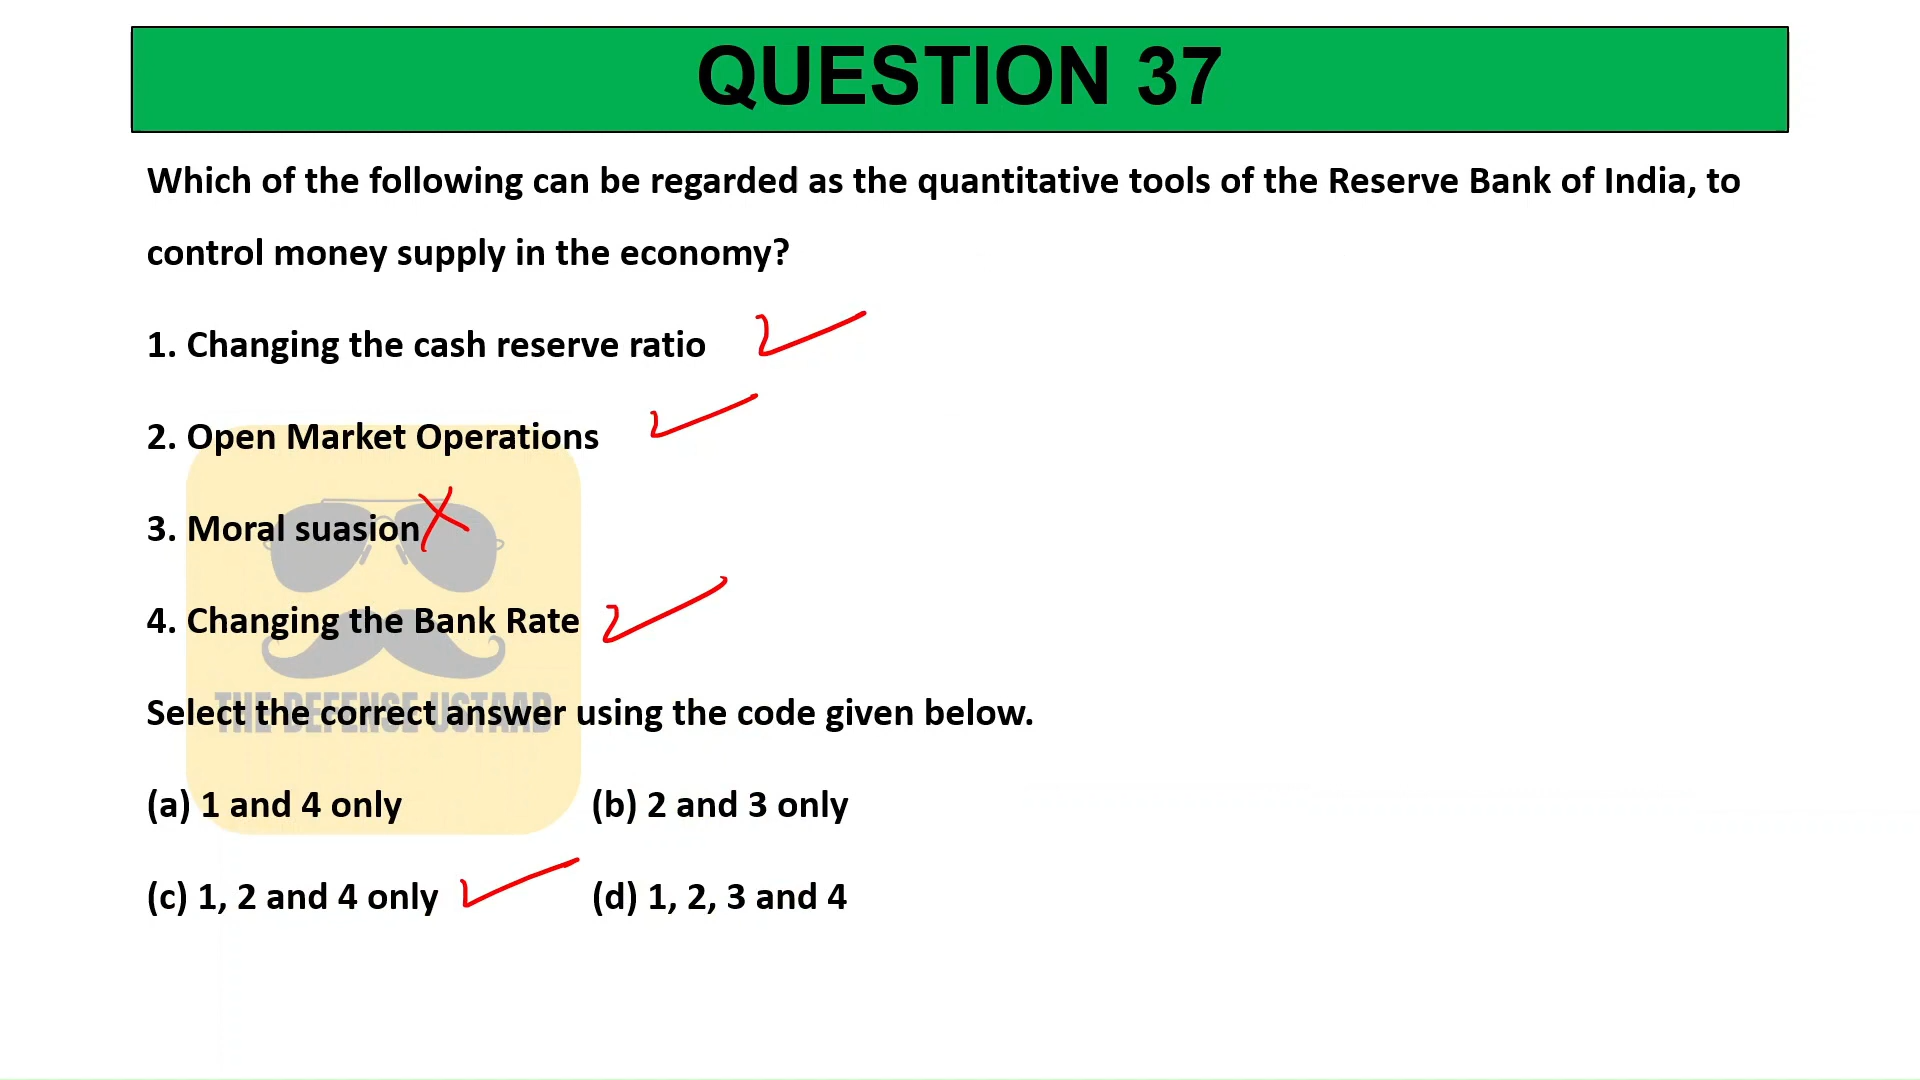 QUESTION 37
Which of the following can be regarded as the quantitative tools of the Reserve Bank of India, to
control money supply in the economy?
1. Changing the cash reserve ratio
2. Open Market Operations
3. Moral suasion
4. Changing the Bank Rate
THE DEFENSE USTAAD
Select the correct answer using the code given below.
(a) 1 and 4 only (b) 2 and 3 only
(c) 1, 2 and 4 only (d) 1, 2, 3 and 4